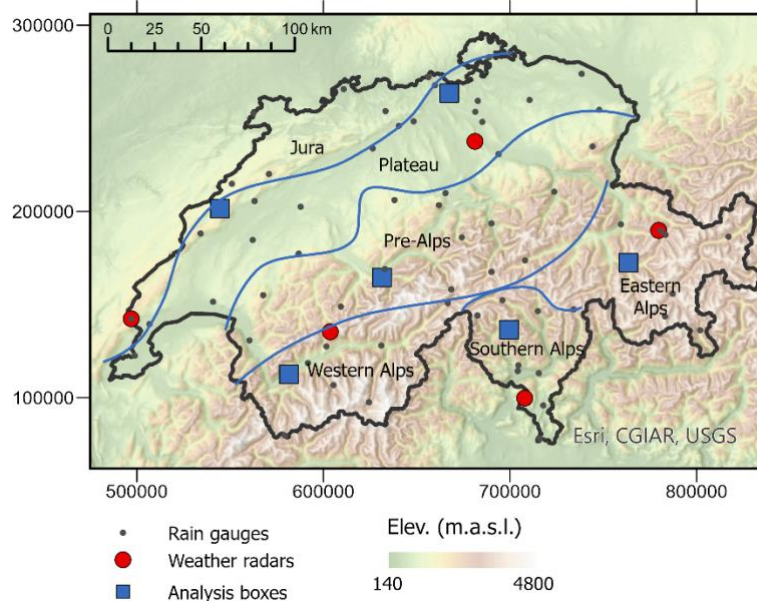 300000
0 25 50 100 km
Jura
Plateau
200000
Pre-Alps
Eastern
Alps
Southern Alps
Western Alps
100000
Esri, CGIAR, USGS
500000 600000 700000 800000
Rain gauges
Weather radars
Analysis boxes
Elev. (m.a.s.l.)
140 4800